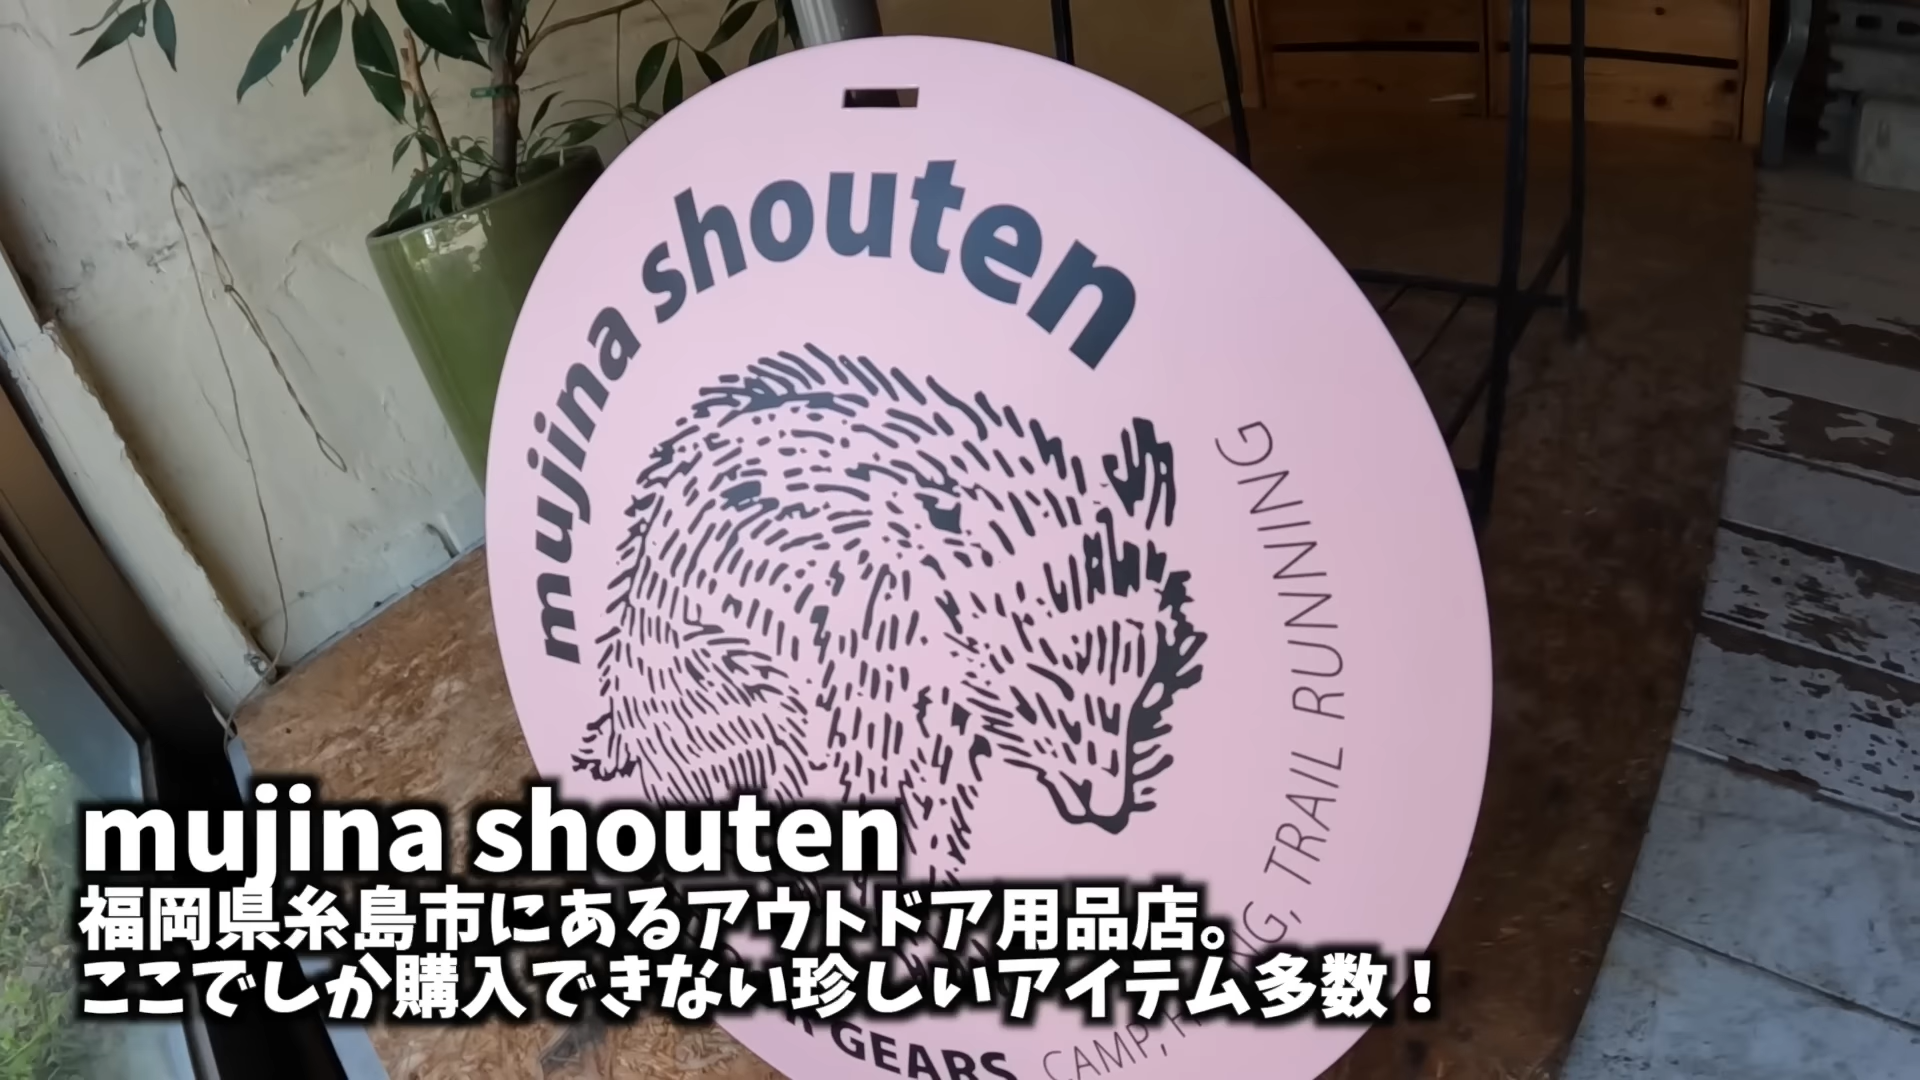 mujina shouten
GEARS
CAMP,
TRAIL RUNNING
mujina shouten
福岡県糸島市にあるアウトドア用品店。
ここでしか購入できない珍しいアイテム多数!